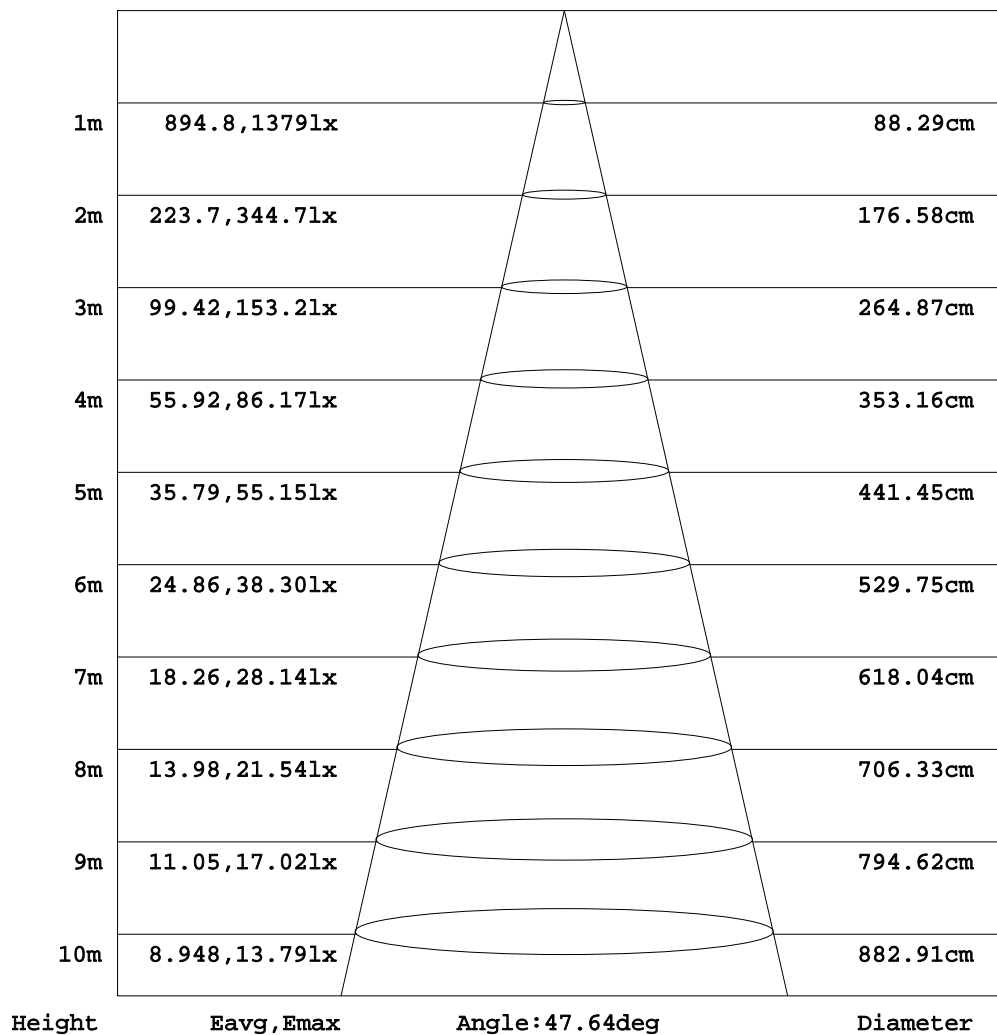 1m 894.8,1379lx 88.29cm
2m 223.7,344.7lx 176.58cm
3m 99.42,153.2lx 264.87cm
4m 55.92,86.17lx 353.16cm
5m 35.79,55.15lx 441.45cm
6m 24.86,38.30lx 529.75cm
7m 18.26,28.14lx 618.04cm
8m 13.98,21.54lx 706.33cm
9m 11.05,17.02lx 794.62cm
10m 8.948,13.79lx 882.91cm
Height Eavg,Emax Angle:47.64deg Diameter